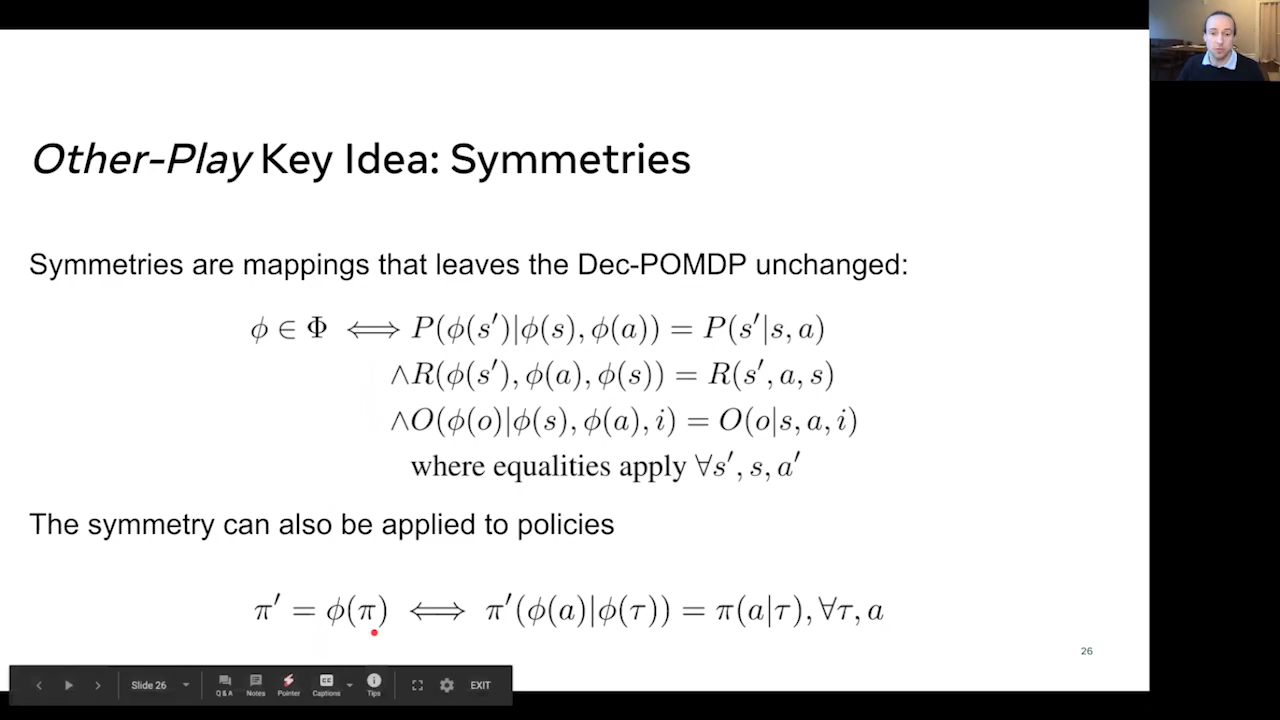 Other-Play Key Idea: Symmetries
Symmetries are mappings that leaves the Dec-POMDP unchanged:
ϕ ∈ Φ ⟺ P(ϕ(s′)|ϕ(s), ϕ(a)) = P(s′|s, a)
∧R(ϕ(s′), ϕ(a), ϕ(s)) = R(s′, a, s)
∧O(ϕ(o)|ϕ(s), ϕ(a), i) = O(o|s, a, i)
where equalities apply ∀s′, s, a′
The symmetry can also be applied to policies
π′ = ϕ(π) ⟺ π′(ϕ(a)|ϕ(τ)) = π(a|τ), ∀τ, a
26
Slide 26
Q & A
Notes
Pointer
CC
Captions
Tips
EXIT